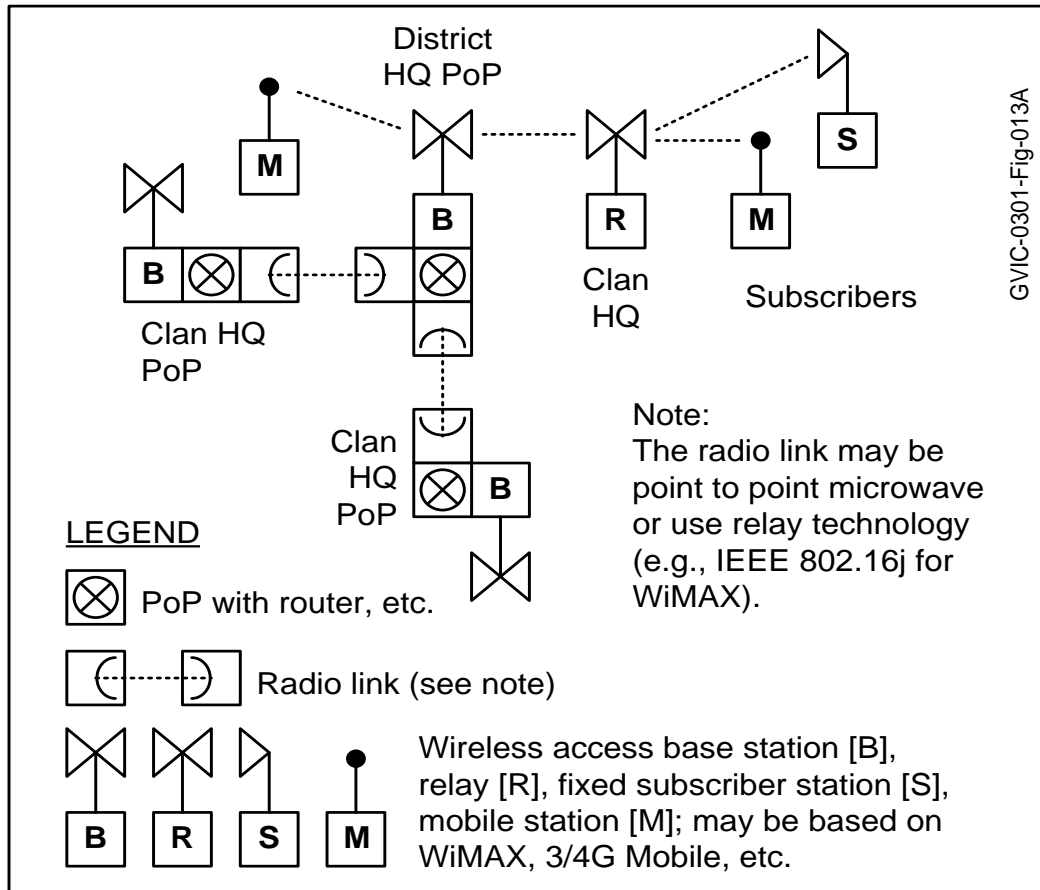 District
HQ PoP
GVIC-0301-Fig-013A
M
S
B
R
M
B
Clan
HQ
Subscribers
Clan HQ
PoP
Clan
HQ
PoP
B
Note:
The radio link may be
point to point microwave
or use relay technology
(e.g., IEEE 802.16j for
WiMAX).
LEGEND
PoP with router, etc.
Radio link (see note)
B R S M
Wireless access base station [B],
relay [R], fixed subscriber station [S],
mobile station [M]; may be based on
WiMAX, 3/4G Mobile, etc.